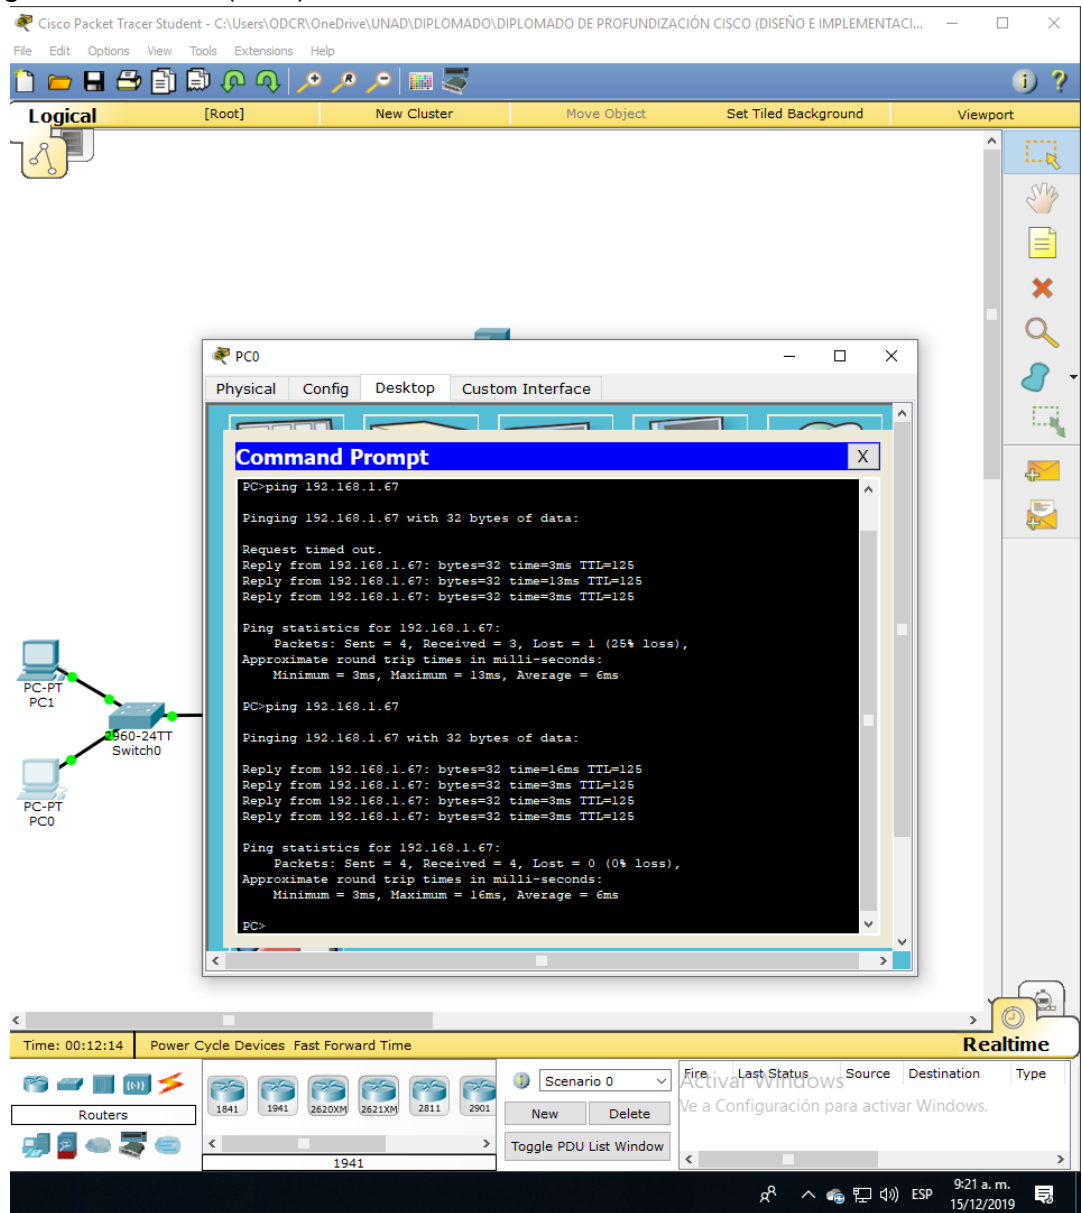 Cisco Packet Tracer Student - C:\Users\ODCR\OneDrive\UNAD\DIPLOMADO\DIPLOMADO DE PROFUNDIZACIÓN CISCO (DISEÑO E IMPLEMENTACI...
File Edit Options View Tools Extensions Help
Logical [Root] New Cluster Move Object Set Tiled Background Viewport
PC0
Physical Config Desktop Custom Interface
Command Prompt X
PC>ping 192.168.1.67
Pinging 192.168.1.67 with 32 bytes of data:
Request timed out.
Reply from 192.168.1.67: bytes=32 time=3ms TTL=125
Reply from 192.168.1.67: bytes=32 time=13ms TTL=125
Reply from 192.168.1.67: bytes=32 time=3ms TTL=125
Ping statistics for 192.168.1.67:
Packets: Sent = 4, Received = 3, Lost = 1 (25% loss),
Approximate round trip times in milli-seconds:
Minimum = 3ms, Maximum = 13ms, Average = 6ms
PC>ping 192.168.1.67
Pinging 192.168.1.67 with 32 bytes of data:
Reply from 192.168.1.67: bytes=32 time=16ms TTL=125
Reply from 192.168.1.67: bytes=32 time=3ms TTL=125
Reply from 192.168.1.67: bytes=32 time=3ms TTL=125
Reply from 192.168.1.67: bytes=32 time=3ms TTL=125
Ping statistics for 192.168.1.67:
Packets: Sent = 4, Received = 4, Lost = 0 (0% loss),
Approximate round trip times in milli-seconds:
Minimum = 3ms, Maximum = 16ms, Average = 6ms
PC>
PC-PT
PC1
2960-24TT
Switch0
PC-PT
PC0
Time: 00:12:14 Power Cycle Devices Fast Forward Time Realtime
Routers
1841 1941 2620XM 2621XM 2811 2901
1941
Scenario 0
New Delete
Toggle PDU List Window
Fire Last Status Source Destination Type
Activar Windows
Ve a Configuración para activar Windows.
ESP
9:21 a. m.
15/12/2019